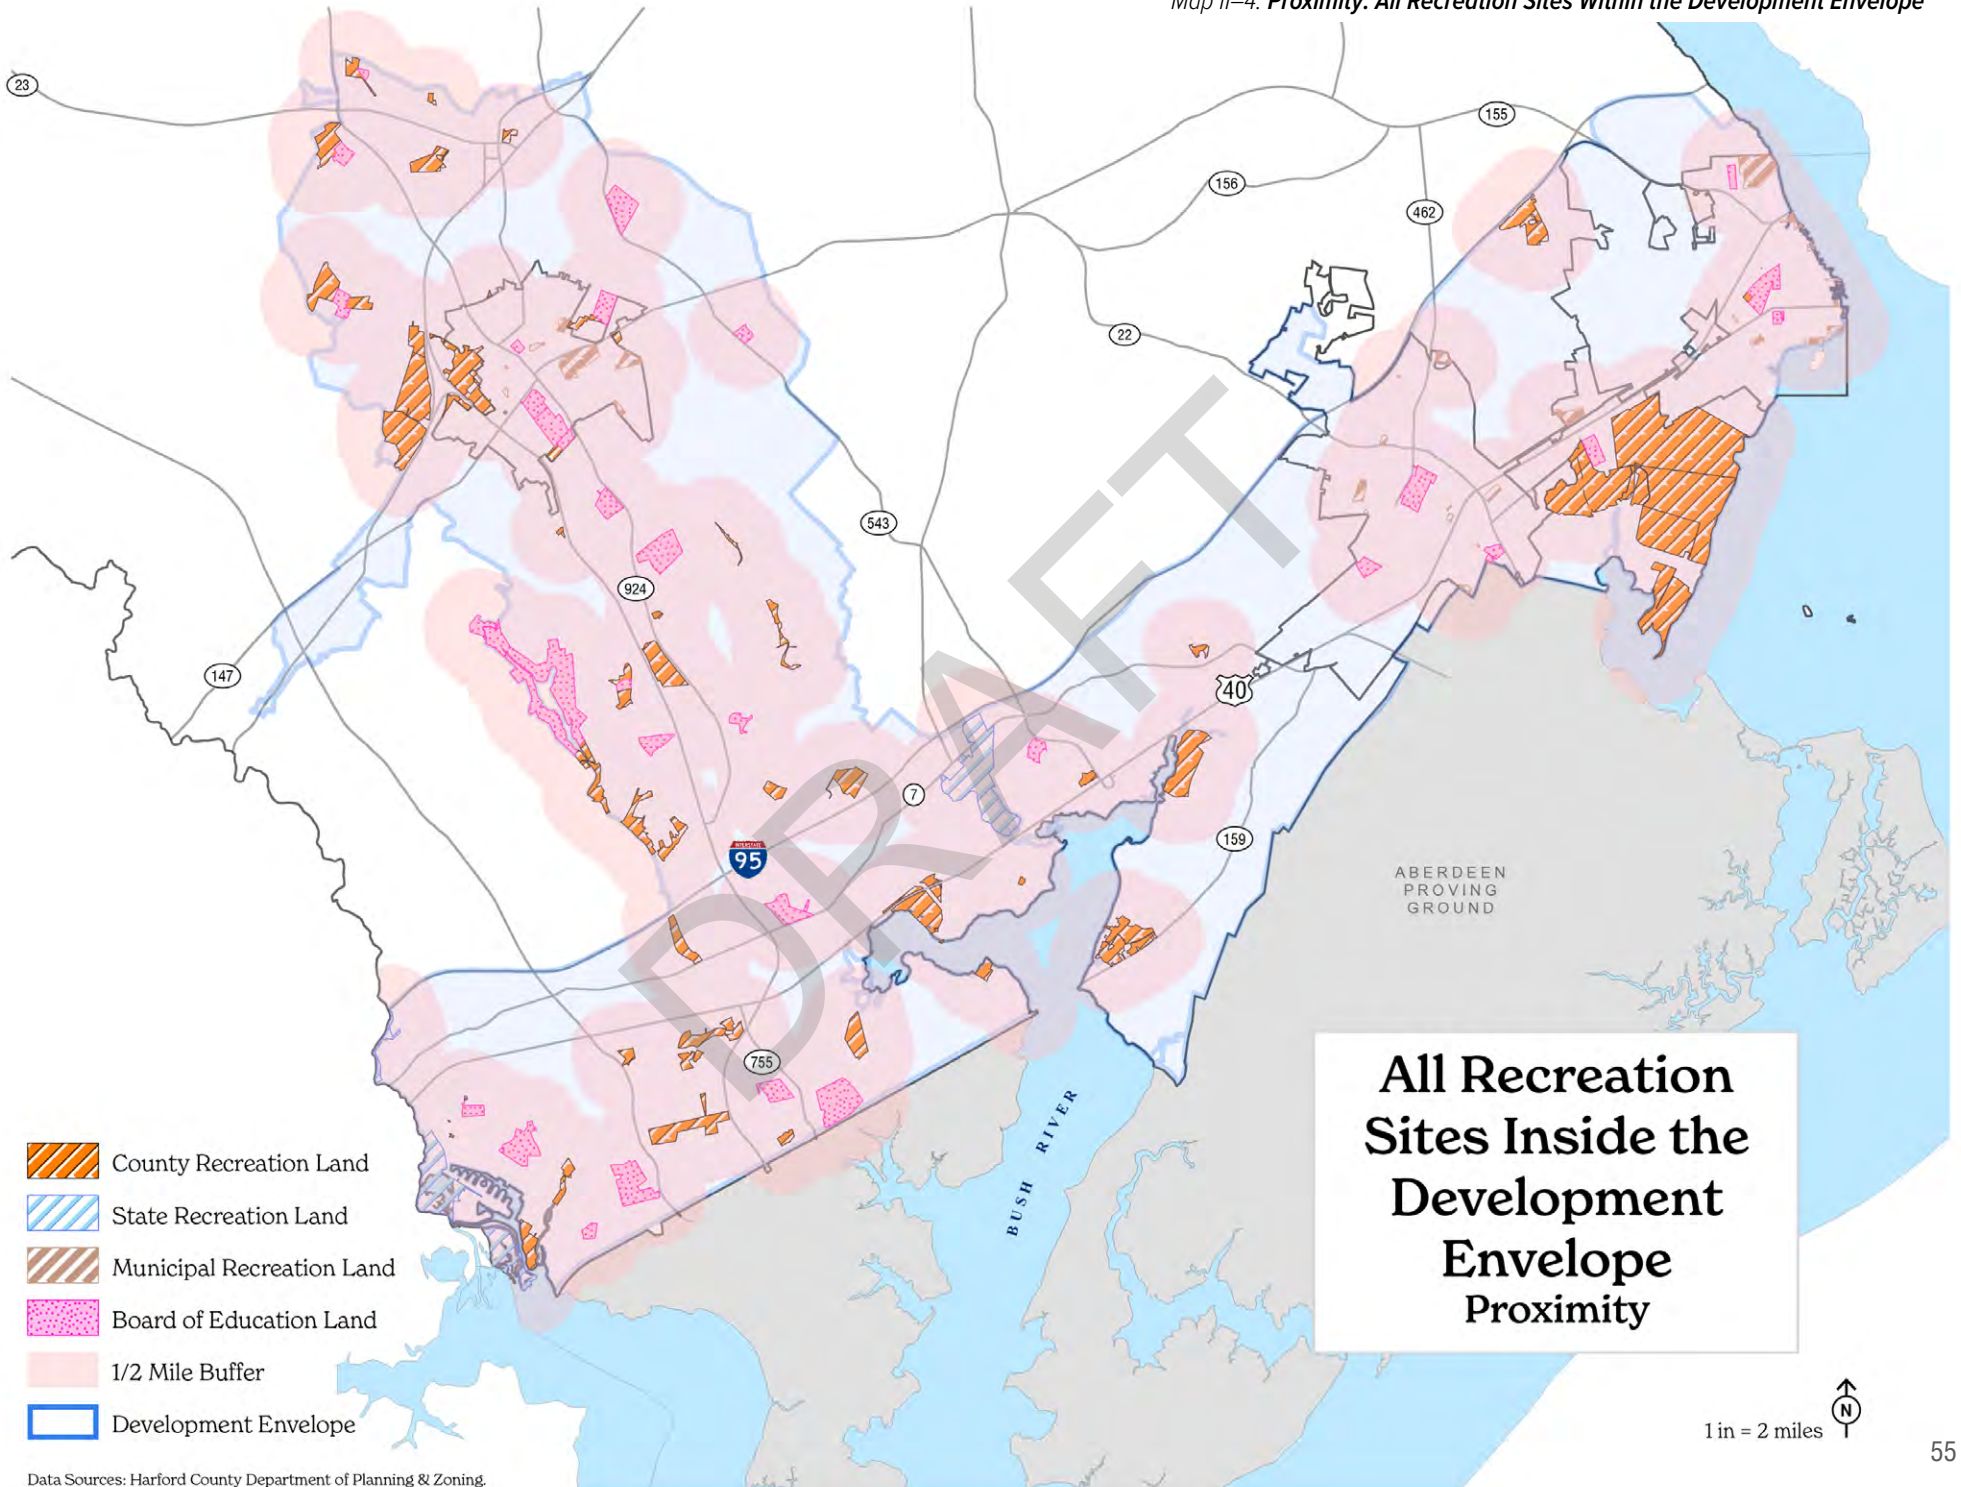 Map II–4. Proximity: All Recreation Sites Within the Development Envelope
23
155
156
462
22
543
924
147
40
7
INTERSTATE
95
159
ABERDEEN
PROVING
GROUND
755
BUSH RIVER
DRAFT
All Recreation
Sites Inside the
Development
Envelope
Proximity
County Recreation Land
State Recreation Land
Municipal Recreation Land
Board of Education Land
1/2 Mile Buffer
Development Envelope
N
1 in = 2 miles
55
Data Sources: Harford County Department of Planning & Zoning.